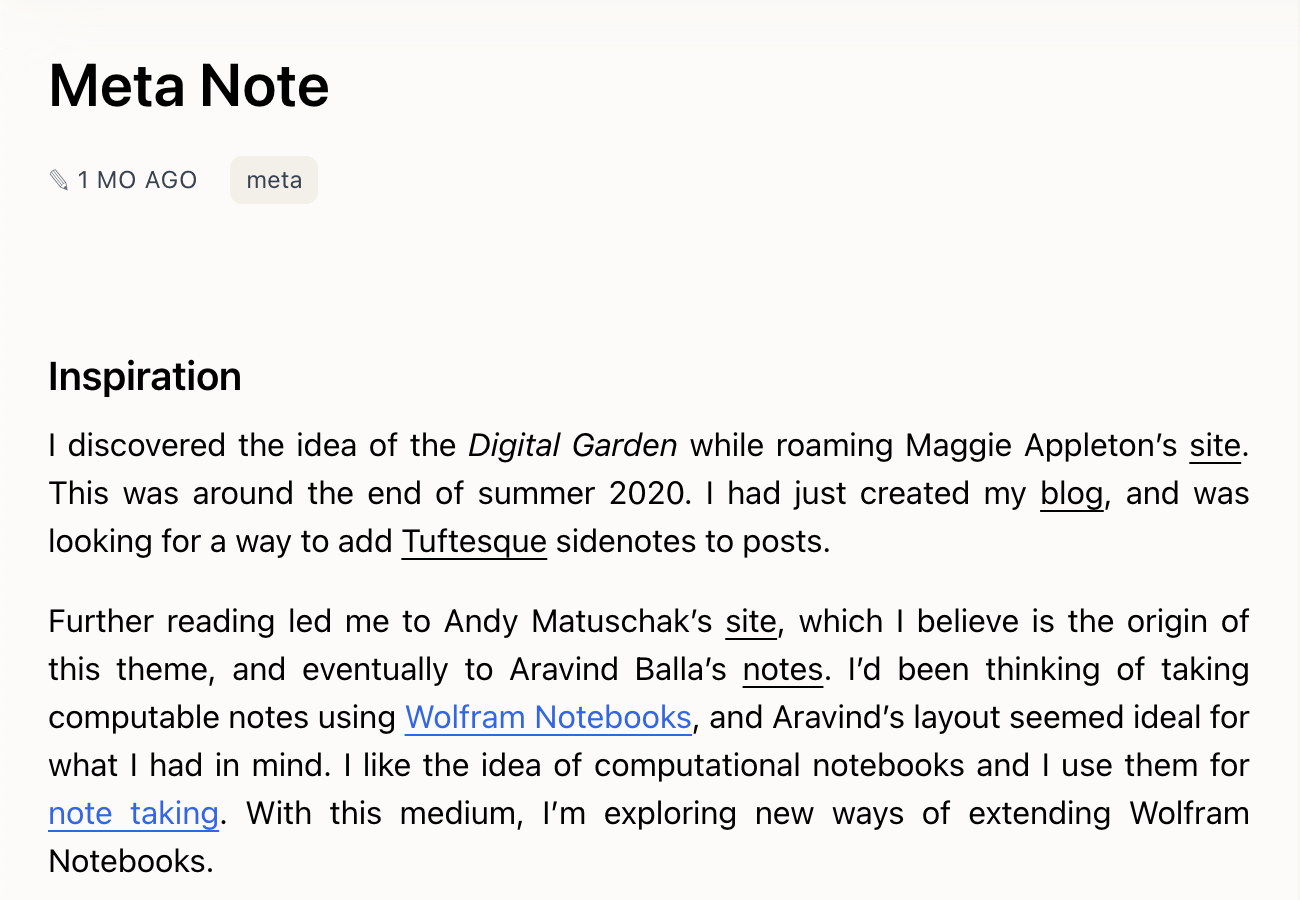 Meta Note
✎ 1 MO AGO meta
Inspiration
I discovered the idea of the Digital Garden while roaming Maggie Appleton’s site.
This was around the end of summer 2020. I had just created my blog, and was
looking for a way to add Tuftesque sidenotes to posts.
Further reading led me to Andy Matuschak’s site, which I believe is the origin of
this theme, and eventually to Aravind Balla’s notes. I’d been thinking of taking
computable notes using Wolfram Notebooks, and Aravind’s layout seemed ideal for
what I had in mind. I like the idea of computational notebooks and I use them for
note taking. With this medium, I’m exploring new ways of extending Wolfram
Notebooks.